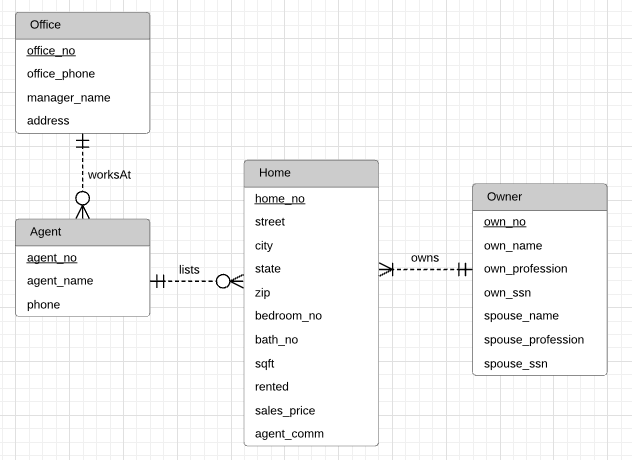 Office
office_no
office_phone
manager_name
address
worksAt
Agent
agent_no
agent_name
phone
lists
Home
home_no
street
city
state
zip
bedroom_no
bath_no
sqft
rented
sales_price
agent_comm
owns
Owner
own_no
own_name
own_profession
own_ssn
spouse_name
spouse_profession
spouse_ssn